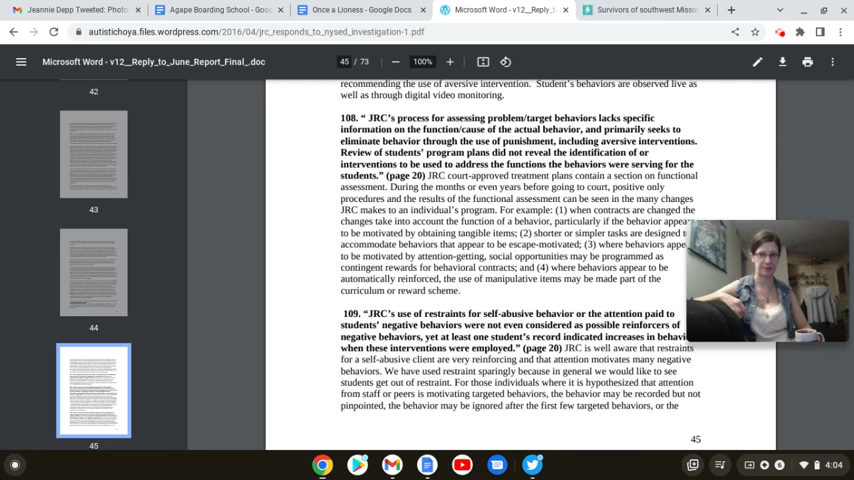 Jeannie Depp Tweeted: Photo
Agape Boarding School - Goog
Once a Lioness - Google Docs
Microsoft Word - v12__Reply_to
Survivors of southwest Missou
autistichoya.files.wordpress.com/2016/04/jrc_responds_to_nysed_investigation-1.pdf
Microsoft Word - v12__Reply_to_June_Report_Final_.doc
45 / 73
100%
42
43
44
45
recommending the use of aversive intervention. Student's behaviors are observed live as
well as through digital video monitoring.
108. “ JRC’s process for assessing problem/target behaviors lacks specific
information on the function/cause of the actual behavior, and primarily seeks to
eliminate behavior through the use of punishment, including aversive interventions.
Review of students’ program plans did not reveal the identification of or
interventions to be used to address the functions the behaviors were serving for the
students.” (page 20) JRC court-approved treatment plans contain a section on functional
assessment. During the months or even years before going to court, positive only
procedures and the results of the functional assessment can be seen in the many changes
JRC makes to an individual’s program. For example: (1) when contracts are changed the
changes take into account the function of a behavior, particularly if the behavior appea
to be motivated by obtaining tangible items; (2) shorter or simpler tasks are designed t
accommodate behaviors that appear to be escape-motivated; (3) where behaviors appe
to be motivated by attention-getting, social opportunities may be programmed as
contingent rewards for behavioral contracts; and (4) where behaviors appear to be
automatically reinforced, the use of manipulative items may be made part of the
curriculum or reward scheme.
109. “JRC’s use of restraints for self-abusive behavior or the attention paid to
students’ negative behaviors were not even considered as possible reinforcers of
negative behaviors, yet at least one student’s record indicated increases in behavi
when these interventions were employed.” (page 20) JRC is well aware that restraints
for a self-abusive client are very reinforcing and that attention motivates many negative
behaviors. We have used restraint sparingly because in general we would like to see
students get out of restraint. For those individuals where it is hypothesized that attention
from staff or peers is motivating targeted behaviors, the behavior may be recorded but not
pinpointed, the behavior may be ignored after the first few targeted behaviors, or the
45
6
4:04